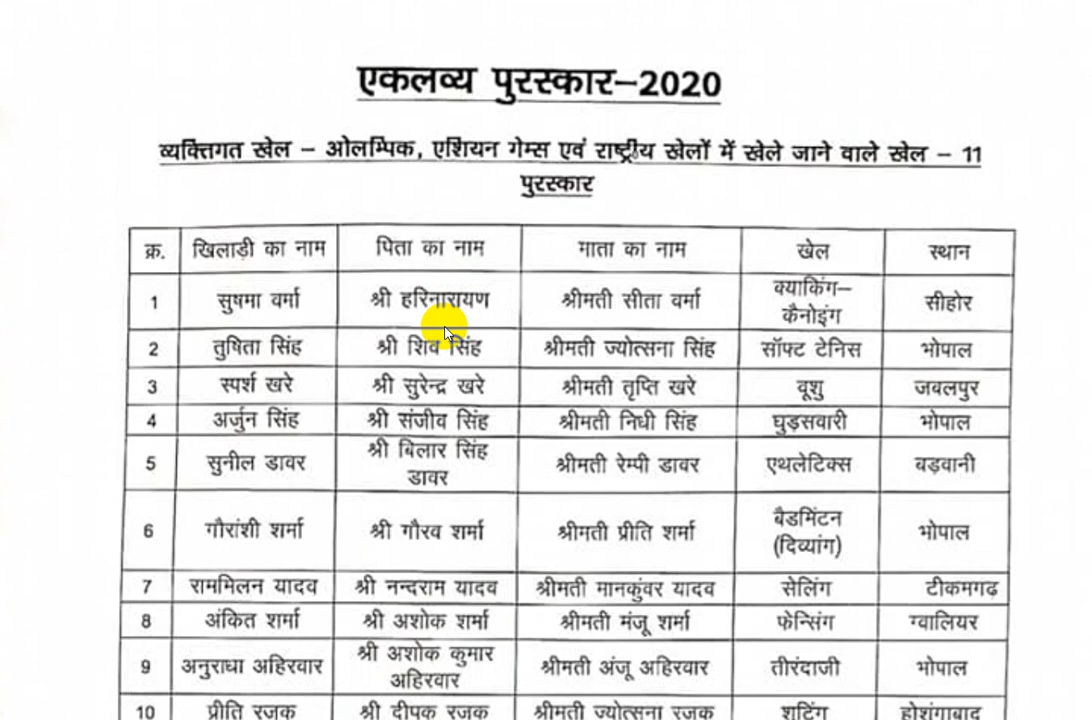 एकलव्य पुरस्कार–2020
व्यक्तिगत खेल – ओलम्पिक, एशियन गेम्स एवं राष्ट्रीय खेलों में खेले जाने वाले खेल – 11
पुरस्कार
क्र. खिलाड़ी का नाम पिता का नाम माता का नाम खेल स्थान
1 सुषमा वर्मा श्री हरिनारायण श्रीमती सीता वर्मा क्याकिंग–कैनोइंग सीहोर
2 तुषिता सिंह श्री शिव सिंह श्रीमती ज्योत्सना सिंह सॉफ्ट टेनिस भोपाल
3 स्पर्श खरे श्री सुरेन्द्र खरे श्रीमती तृप्ति खरे वूशु जबलपुर
4 अर्जुन सिंह श्री संजीव सिंह श्रीमती निधी सिंह घुड़सवारी भोपाल
5 सुनील डावर श्री बिलार सिंह डावर श्रीमती रेम्पी डावर एथलेटिक्स बड़वानी
6 गौरांशी शर्मा श्री गौरव शर्मा श्रीमती प्रीति शर्मा बैडमिंटन (दिव्यांग) भोपाल
7 राममिलन यादव श्री नन्दराम यादव श्रीमती मानकुंवर यादव सेलिंग टीकमगढ़
8 अंकित शर्मा श्री अशोक शर्मा श्रीमती मंजू शर्मा फेन्सिंग ग्वालियर
9 अनुराधा अहिरवार श्री अशोक कुमार अहिरवार श्रीमती अंजू अहिरवार तीरंदाजी भोपाल
10 प्रीति रजक श्री दीपक रजक श्रीमती ज्योत्सना रजक शूटिंग होशंगाबाद